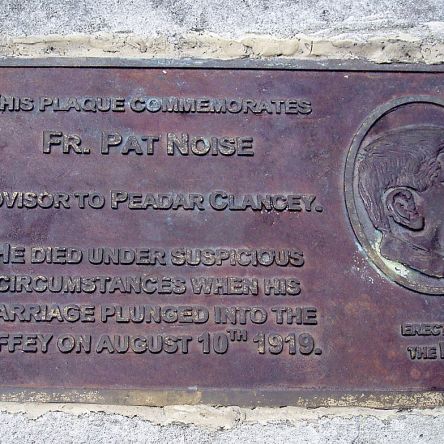 HIS PLAQUE COMMEMORATES
FR. PAT NOISE
DVISOR TO PEADAR CLANCEY.
HE DIED UNDER SUSPICIOUS
CIRCUMSTANCES WHEN HIS
ARRIAGE PLUNGED INTO THE
FFEY ON AUGUST 10TH 1919.
ERECT
THE